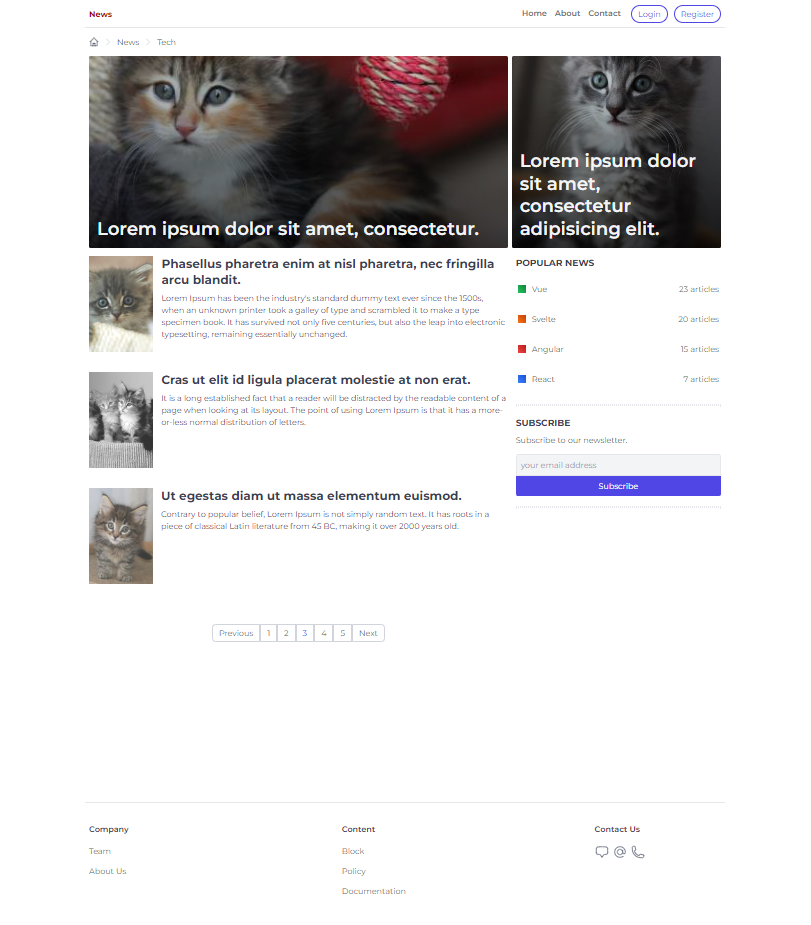 News
Home About Contact Login Register
News Tech
Lorem ipsum dolor sit amet, consectetur.
Lorem ipsum dolor
sit amet,
consectetur
adipisicing elit.
Phasellus pharetra enim at nisl pharetra, nec fringilla
arcu blandit.
Lorem Ipsum has been the industry's standard dummy text ever since the 1500s,
when an unknown printer took a galley of type and scrambled it to make a type
specimen book. It has survived not only five centuries, but also the leap into electronic
typesetting, remaining essentially unchanged.
Cras ut elit id ligula placerat molestie at non erat.
It is a long established fact that a reader will be distracted by the readable content of a
page when looking at its layout. The point of using Lorem Ipsum is that it has a more-
or-less normal distribution of letters.
Ut egestas diam ut massa elementum euismod.
Contrary to popular belief, Lorem Ipsum is not simply random text. It has roots in a
piece of classical Latin literature from 45 BC, making it over 2000 years old.
Previous 1 2 3 4 5 Next
POPULAR NEWS
Vue 23 articles
Svelte 20 articles
Angular 15 articles
React 7 articles
SUBSCRIBE
Subscribe to our newsletter.
your email address
Subscribe
Company
Team
About Us
Content
Block
Policy
Documentation
Contact Us